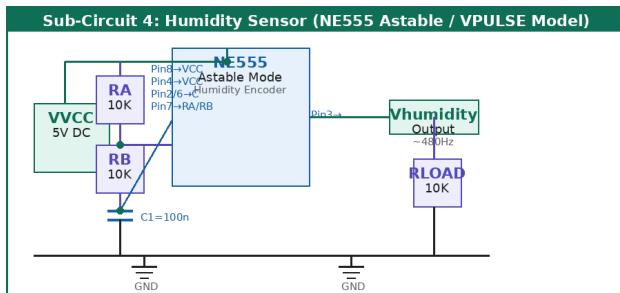 Sub-Circuit 4: Humidity Sensor (NE555 Astable / VPULSE Model)
NE555
Astable Mode
Humidity Encoder
Pin8→VCC
Pin4→VCC
Pin2/6→C
Pin7→RA/RB
RA
10K
VVCC
5V DC
RB
10K
C1=100n
Pin3→
Vhumidity
Output
~480Hz
RLOAD
10K
GND
GND